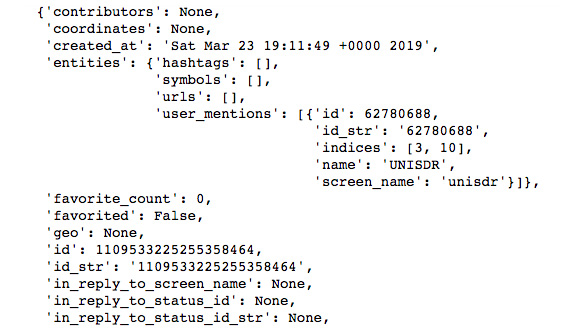 {'contributors': None,
'coordinates': None,
'created_at': 'Sat Mar 23 19:11:49 +0000 2019',
'entities': {'hashtags': [],
'symbols': [],
'urls': [],
'user_mentions': [{'id': 62780688,
'id_str': '62780688',
'indices': [3, 10],
'name': 'UNISDR',
'screen_name': 'unisdr'}]},
'favorite_count': 0,
'favorited': False,
'geo': None,
'id': 1109533225255358464,
'id_str': '1109533225255358464',
'in_reply_to_screen_name': None,
'in_reply_to_status_id': None,
'in_reply_to_status_id_str': None,